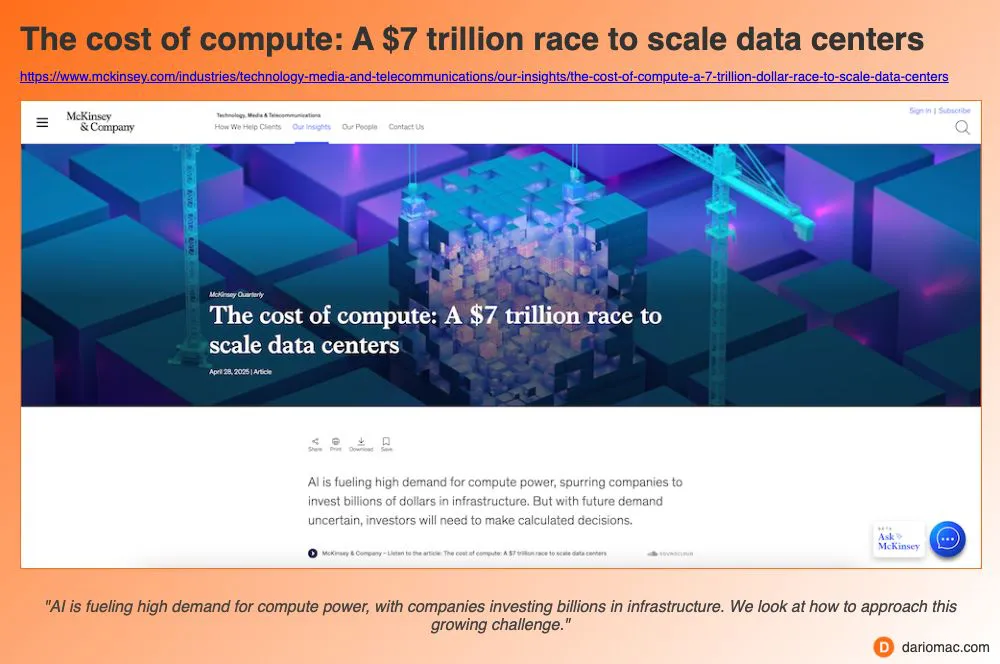 The cost of compute: A $7 trillion race to scale data centers
https://www.mckinsey.com/industries/technology-media-and-telecommunications/our-insights/the-cost-of-compute-a-7-trillion-dollar-race-to-scale-data-centers
Sign In | Subscribe
McKinsey
& Company
Technology, Media & Telecommunications
How We Help Clients Our Insights Our People Contact Us
McKinsey Quarterly
The cost of compute: A $7 trillion race to
scale data centers
April 28, 2025 | Article
Share Print Download Save
AI is fueling high demand for compute power, spurring companies to
invest billions of dollars in infrastructure. But with future demand
uncertain, investors will need to make calculated decisions.
McKinsey & Company – Listen to the article: The cost of compute: A $7 trillion race to scale data centers
SOUNDCLOUD
BETA
Ask
McKinsey
"AI is fueling high demand for compute power, with companies investing billions in infrastructure. We look at how to approach this
growing challenge."
D dariomac.com